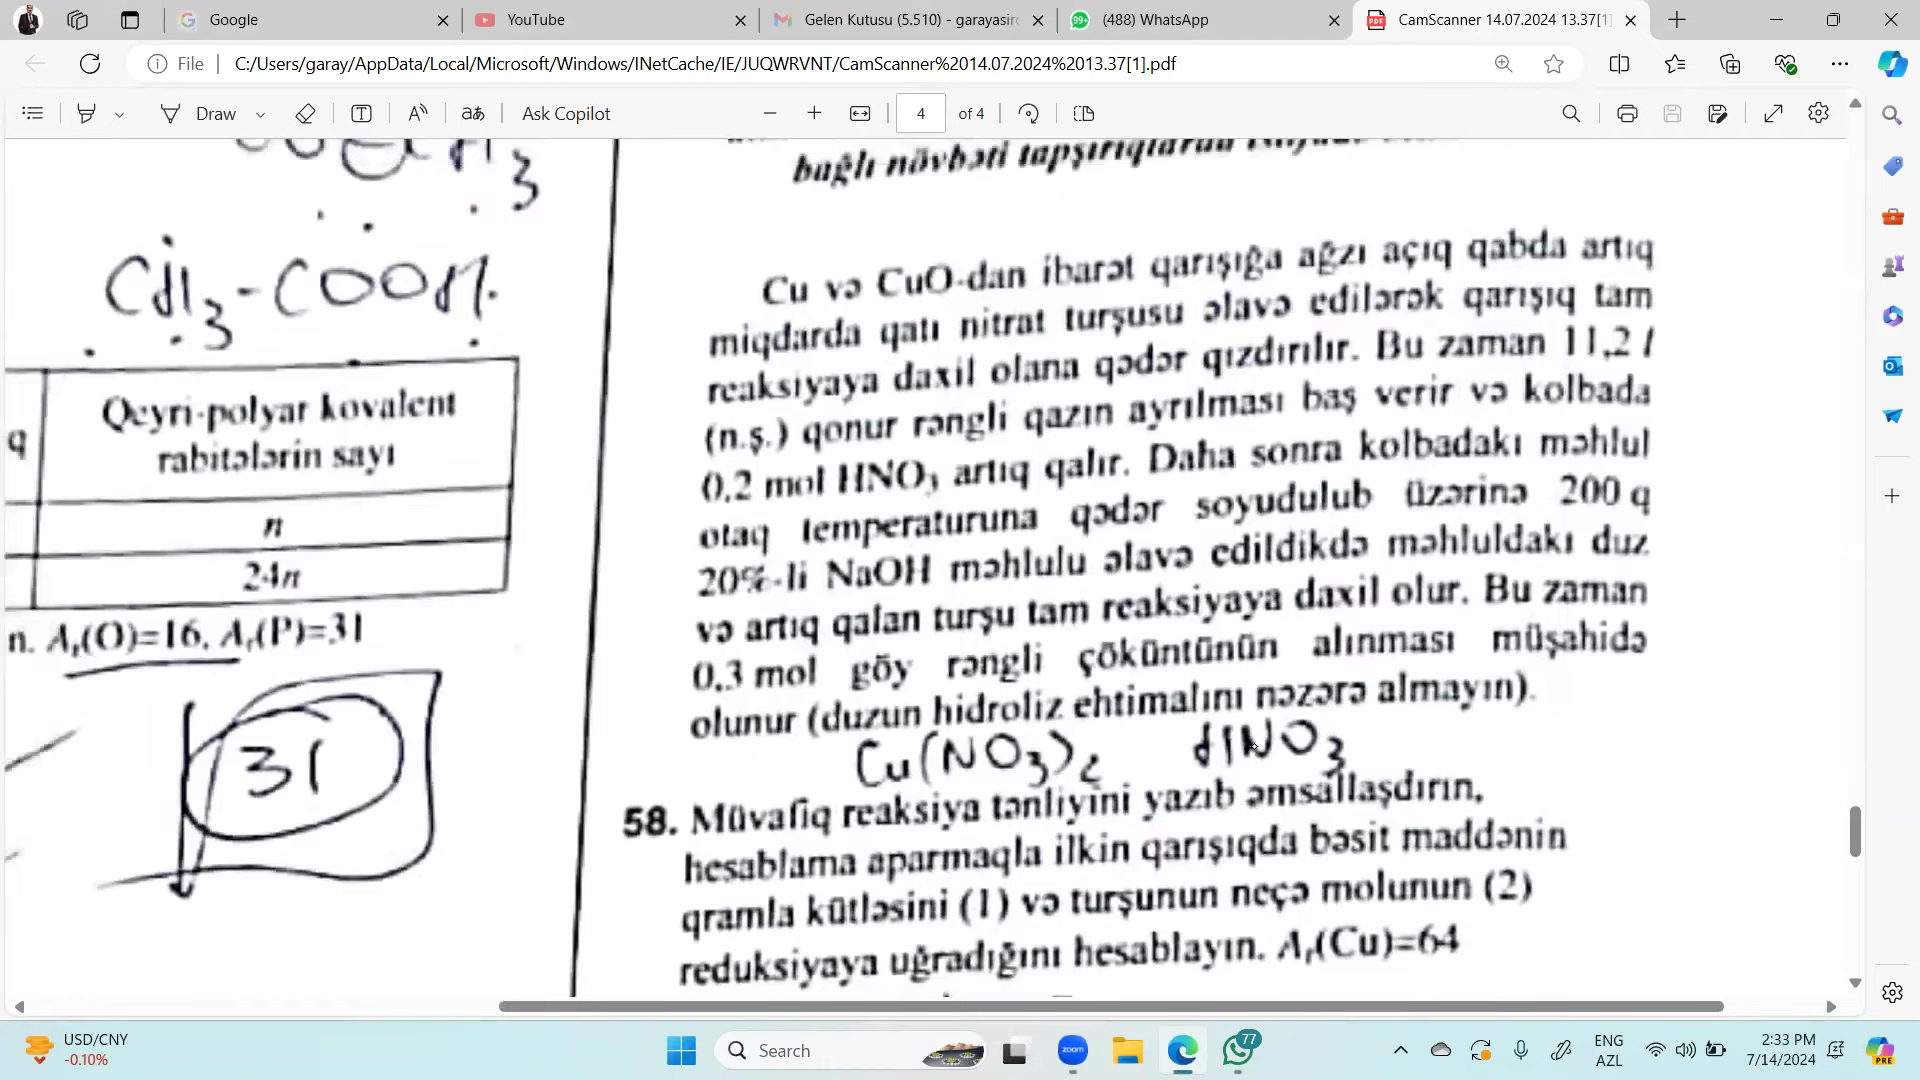 Google
YouTube
Gelen Kutusu (5.510) - garayasir
99+
(488) WhatsApp
PDF
CamScanner 14.07.2024 13.37[1]
File
C:/Users/garay/AppData/Local/Microsoft/Windows/INetCache/IE/JUQWRVNT/CamScanner%2014.07.2024%2013.37[1].pdf
Draw
Ask Copilot
4 of 4
CH3-COOH.
q
Qeyri-polyar kovalent
rabitələrin sayı
n
24n
n. Ar(O)=16, Ar(P)=31
31
bağlı növbəti tapşırıqlarda
Cu və CuO-dan ibarət qarışığa ağzı açıq qabda artıq
miqdarda qatı nitrat turşusu əlavə edilərək qarışıq tam
reaksiyaya daxil olana qədər qızdırılır. Bu zaman 11,2 l
(n.ş.) qonur rəngli qazın ayrılması baş verir və kolbada
0,2 mol HNO3 artıq qalır. Daha sonra kolbadakı məhlul
otaq temperaturuna qədər soyudulub üzərinə 200 q
20%-li NaOH məhlulu əlavə edildikdə məhluldakı duz
və artıq qalan turşu tam reaksiyaya daxil olur. Bu zaman
0,3 mol göy rəngli çöküntünün alınması müşahidə
olunur (duzun hidroliz ehtimalını nəzərə almayın).
Cu(NO3)2 HNO3
58. Müvafiq reaksiya tənliyini yazıb əmsallaşdırın,
hesablama aparmaqla ilkin qarışıqda bəsit maddənin
qramla kütləsini (1) və turşunun neçə molunun (2)
reduksiyaya uğradığını hesablayın. Ar(Cu)=64
USD/CNY
-0.10%
Search
zoom
77
ENG
AZL
2:33 PM
7/14/2024
PRE